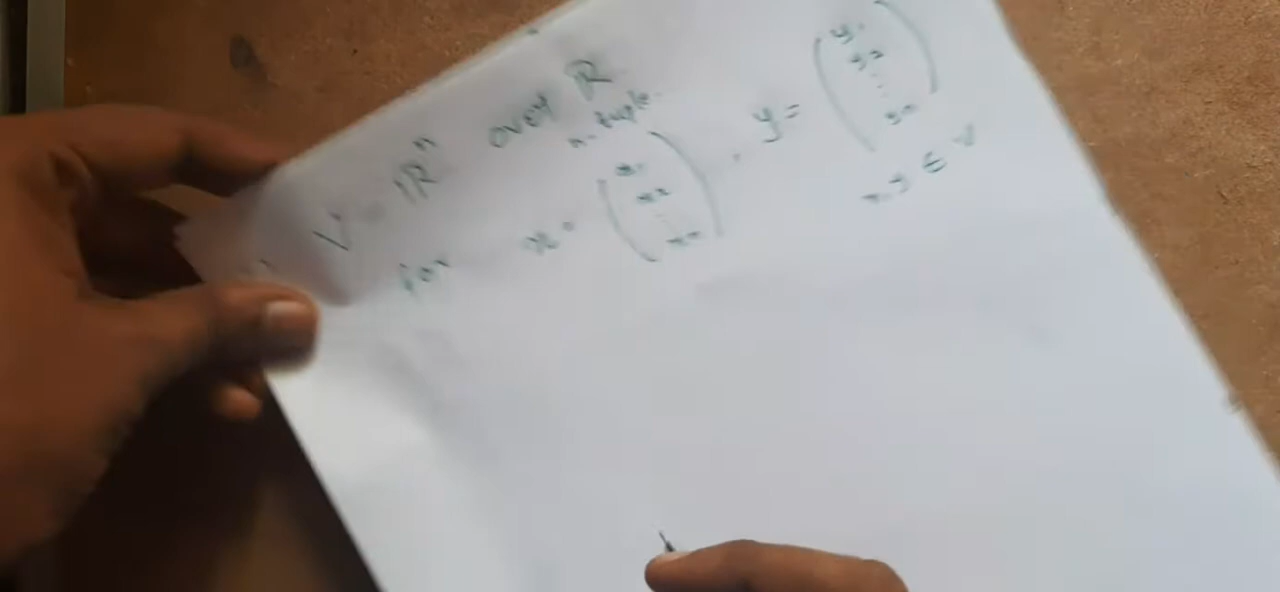 V = ℝⁿ over ℝ
n-tuple
for x = (x₁ x₂ ⋮ xₙ), y = (y₁ y₂ ⋮ yₙ)
x, y ∈ V